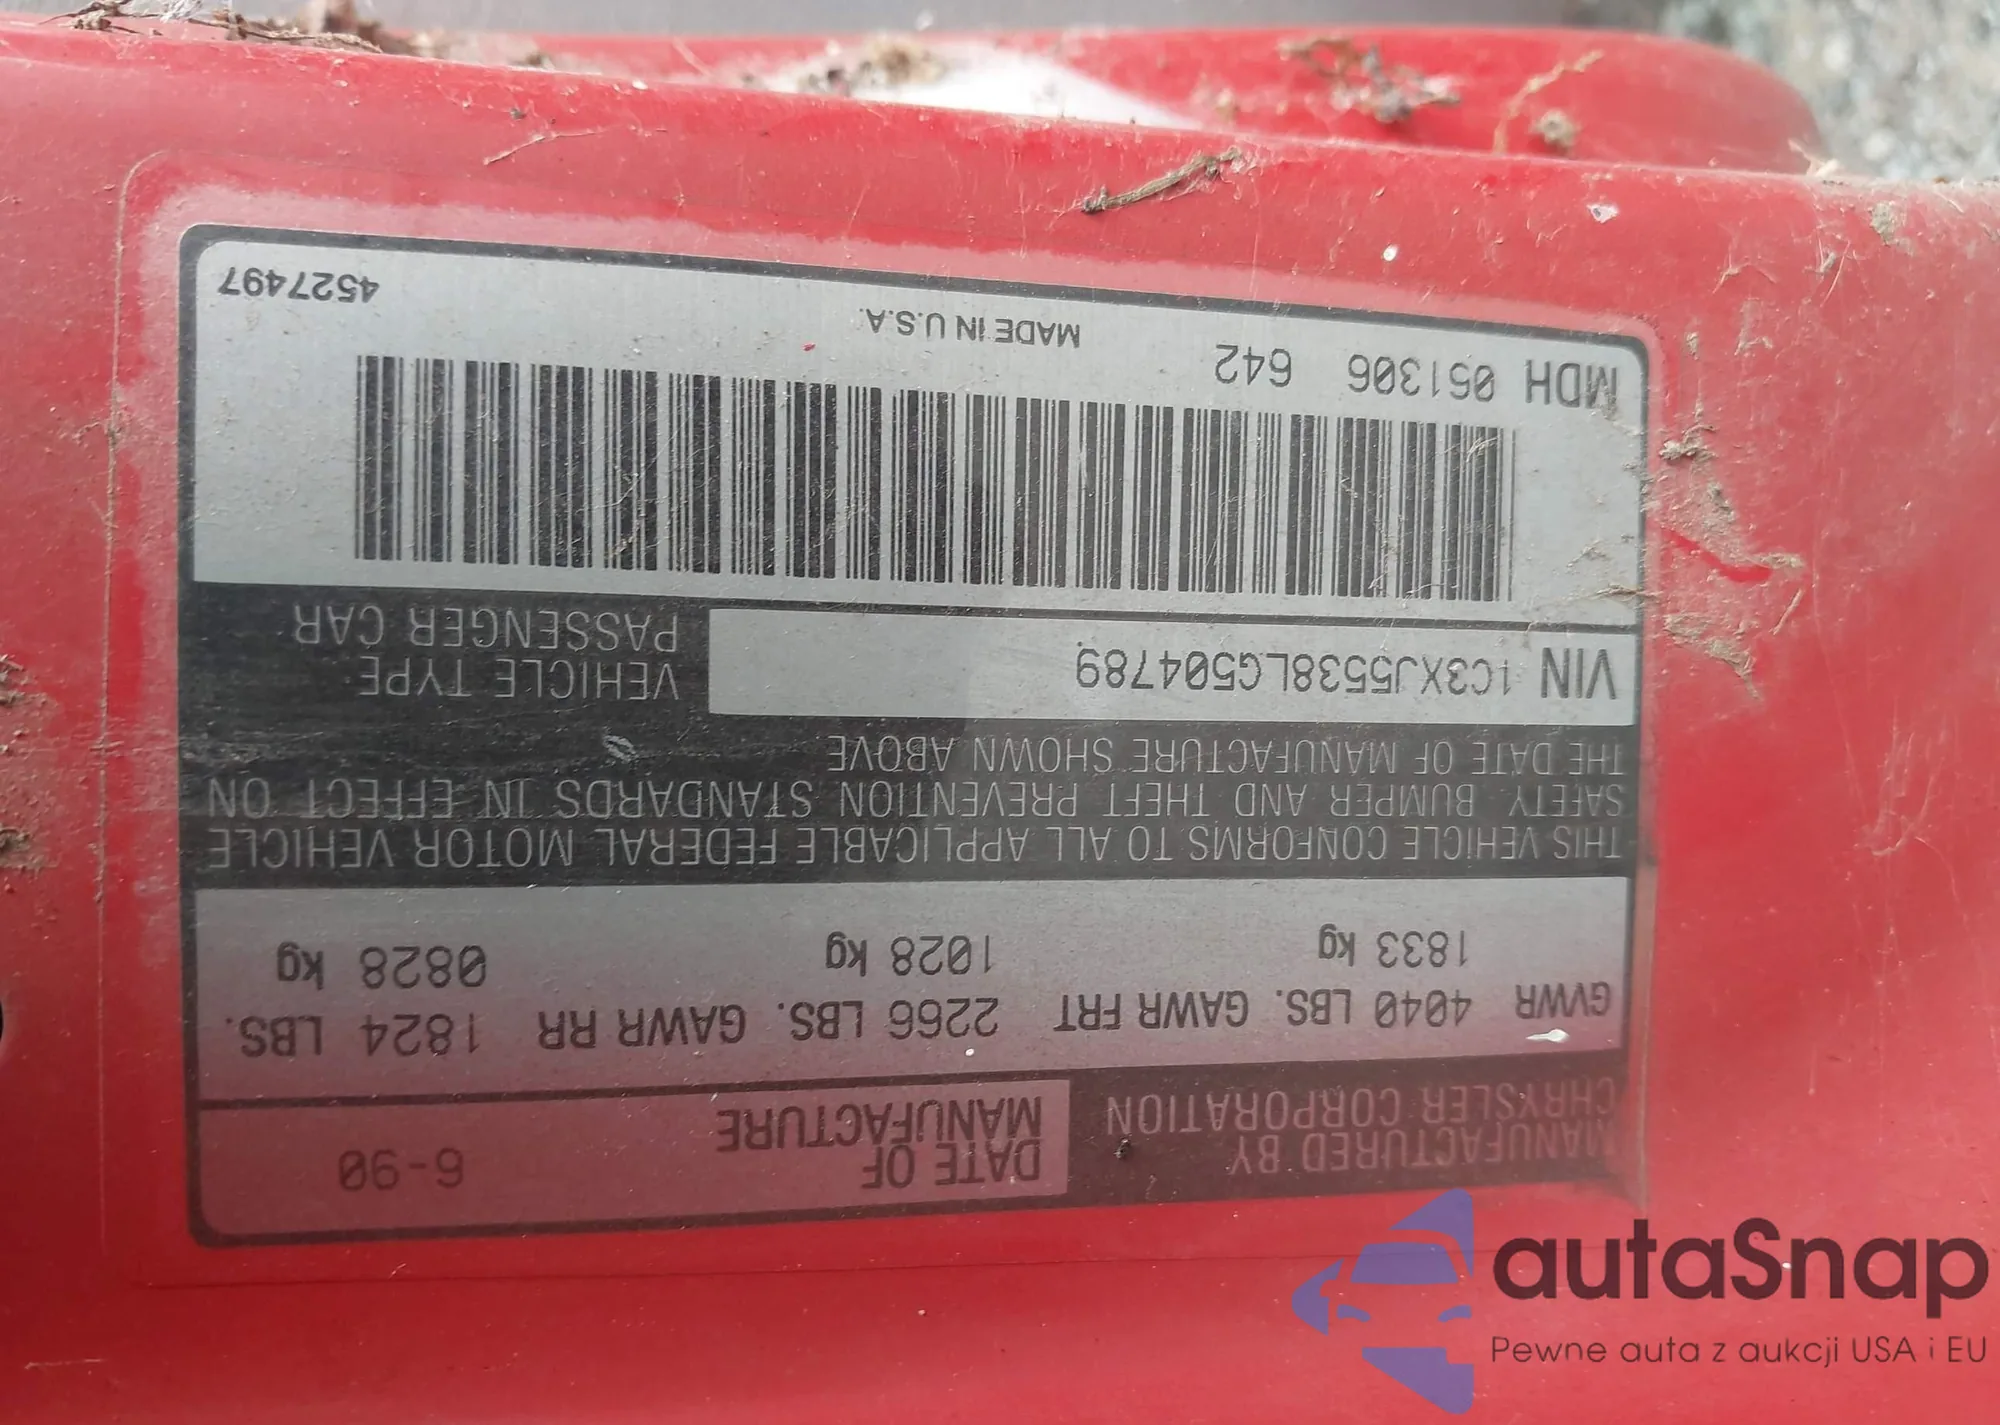 MANUFACTURED BY
CHRYSLER CORPORATION
DATE OF
MANUFACTURE
6-90
GVWR 4040 LBS. GAWR FRT 2266 LBS. GAWR RR 1824 LBS.
1833 kg 1028 kg 0828 kg
THIS VEHICLE CONFORMS TO ALL APPLICABLE FEDERAL MOTOR VEHICLE
SAFETY BUMPER AND THEFT PREVENTION STANDARDS IN EFFECT ON
THE DATE OF MANUFACTURE SHOWN ABOVE
VIN 1C3XJ5538LG504789
VEHICLE TYPE
PASSENGER CAR
MDH 051306 642
MADE IN U.S.A.
4527497
autaSnap
Pewne auta z aukcji USA i EU